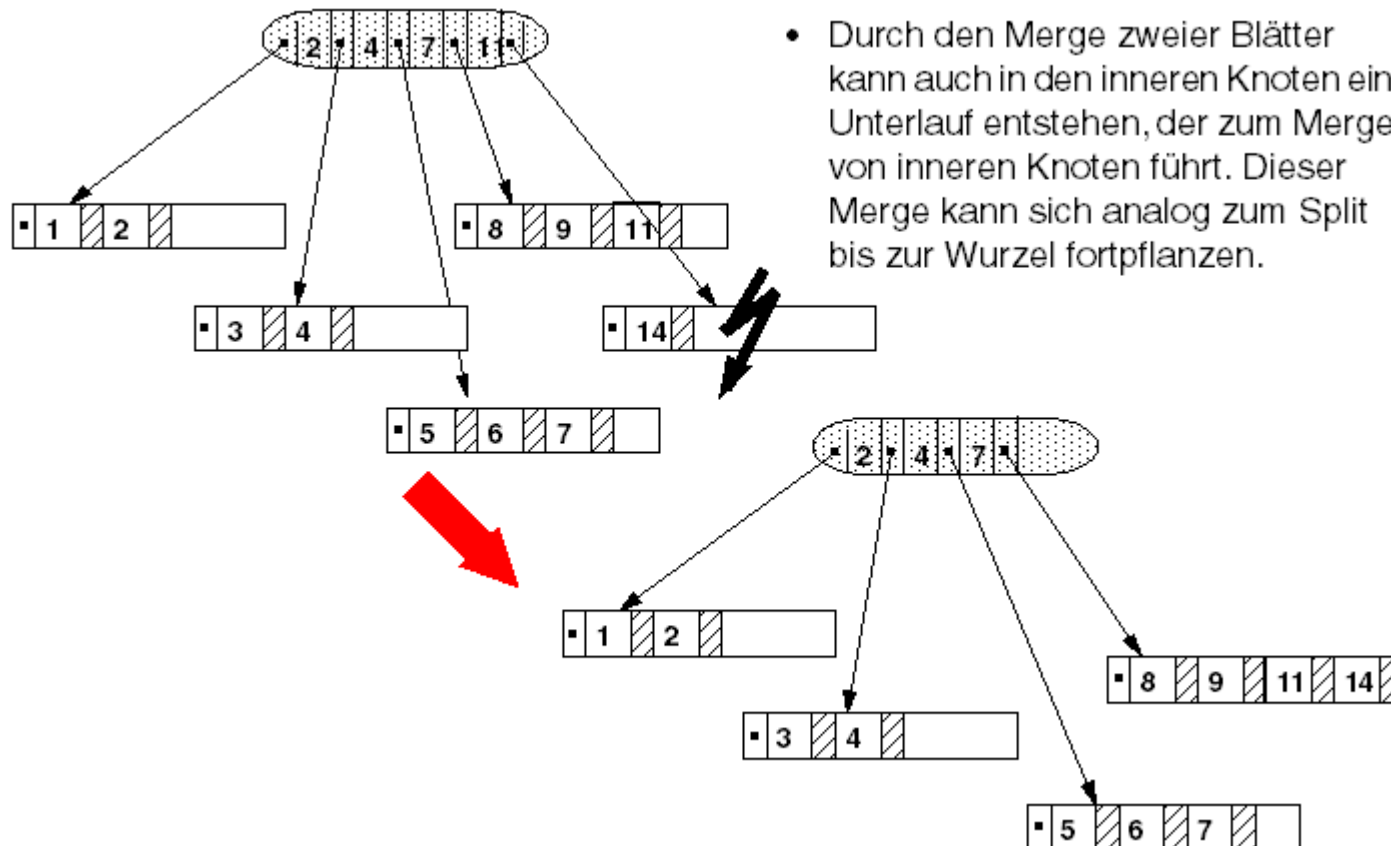 2 4 7 11
• Durch den Merge zweier Blätter
kann auch in den inneren Knoten ein
Unterlauf entstehen, der zum Merge
von inneren Knoten führt. Dieser
Merge kann sich analog zum Split
bis zur Wurzel fortpflanzen.
1 2
8 9 11
3 4
14
5 6 7
2 4 7
1 2
8 9 11 14
3 4
5 6 7